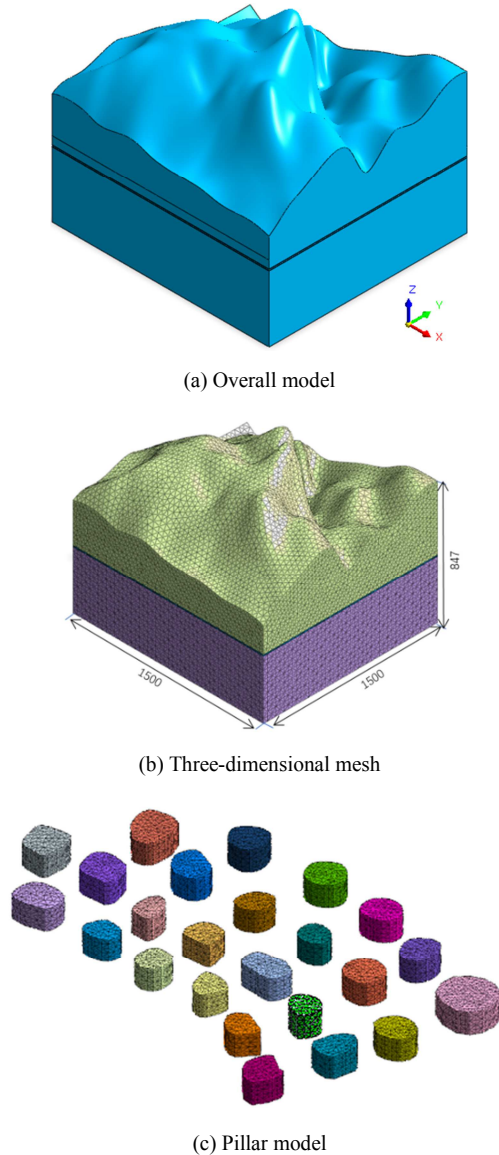 Z
Y
X
(a) Overall model
847
1500
1500
(b) Three-dimensional mesh
(c) Pillar model